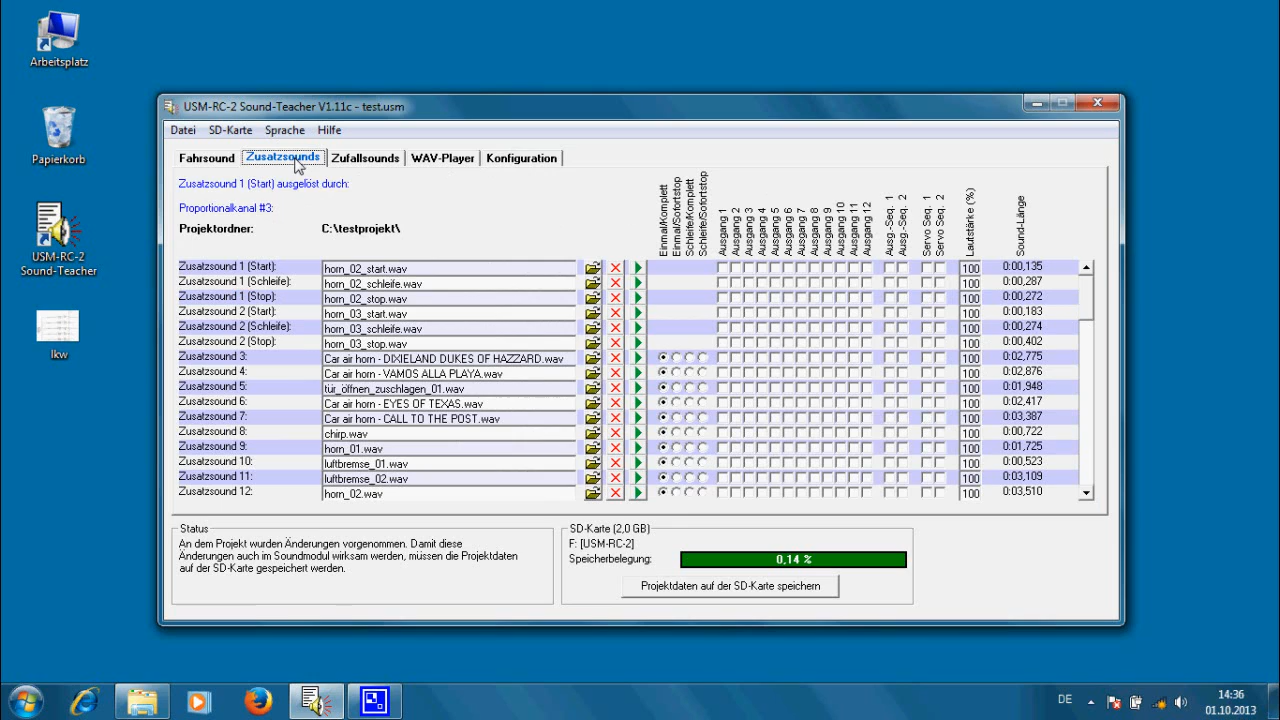 Arbeitsplatz
Papierkorb
USM-RC-2
Sound-Teacher
lkw
USM-RC-2 Sound-Teacher V1.11c - test.usm
Datei SD-Karte Sprache Hilfe
Fahrsound Zusatzsounds Zufallsounds WAV-Player Konfiguration
Zusatzsound 1 (Start) ausgelöst durch:
Proportionalkanal #3:
Projektordner: C:\testprojekt\
Einmal/Komplett
Einmal/Sofortstop
Schleife/Komplett
Schleife/Sofortstop
Ausgang 1
Ausgang 2
Ausgang 3
Ausgang 4
Ausgang 5
Ausgang 6
Ausgang 7
Ausgang 8
Ausgang 9
Ausgang 10
Ausgang 11
Ausgang 12
Ausg.-Seq. 1
Ausg.-Seq. 2
Servo Seq. 1
Servo Seq. 2
Lautstärke (%)
Sound-Länge
Zusatzsound 1 (Start): horn_02_start.wav 100 0:00,135
Zusatzsound 1 (Schleife): horn_02_schleife.wav 100 0:00,287
Zusatzsound 1 (Stop): horn_02_stop.wav 100 0:00,272
Zusatzsound 2 (Start): horn_03_start.wav 100 0:00,183
Zusatzsound 2 (Schleife): horn_03_schleife.wav 100 0:00,274
Zusatzsound 2 (Stop): horn_03_stop.wav 100 0:00,402
Zusatzsound 3: Car air horn - DIXIELAND DUKES OF HAZZARD.wav 100 0:02,775
Zusatzsound 4: Car air horn - VAMOS ALLA PLAYA.wav 100 0:02,876
Zusatzsound 5: tür_öffnen_zuschlagen_01.wav 100 0:01,948
Zusatzsound 6: Car air horn - EYES OF TEXAS.wav 100 0:02,417
Zusatzsound 7: Car air horn - CALL TO THE POST.wav 100 0:03,387
Zusatzsound 8: chirp.wav 100 0:00,722
Zusatzsound 9: horn_01.wav 100 0:01,725
Zusatzsound 10: luftbremse_01.wav 100 0:00,523
Zusatzsound 11: luftbremse_02.wav 100 0:03,109
Zusatzsound 12: horn_02.wav 100 0:03,510
Status
An dem Projekt wurden Änderungen vorgenommen. Damit diese
Änderungen auch im Soundmodul wirksam werden, müssen die Projektdaten
auf der SD-Karte gespeichert werden.
SD-Karte (2,0 GB)
F: [USM-RC-2]
Speicherbelegung: 0,14 %
Projektdaten auf der SD-Karte speichern
DE
14:36
01.10.2013